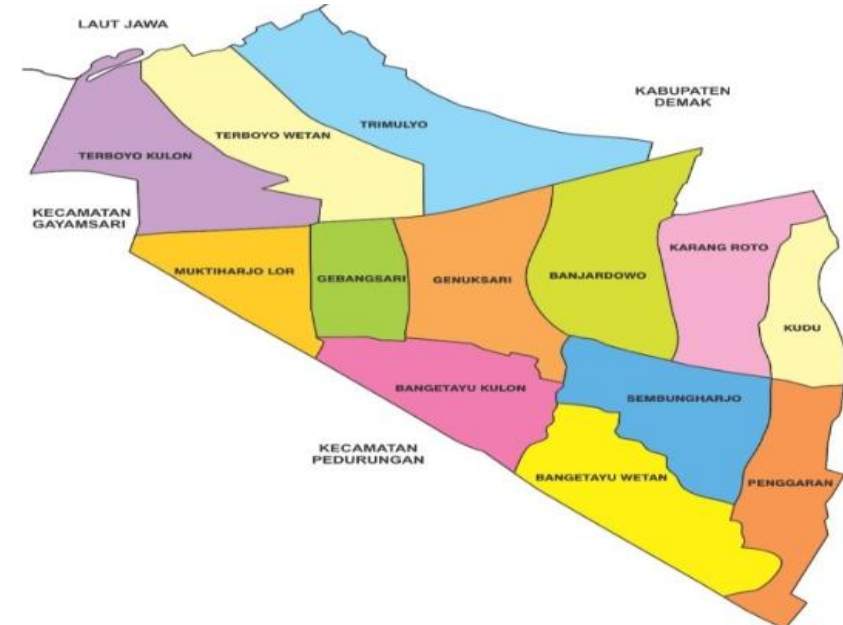 LAUT JAWA
KABUPATEN
DEMAK
TRIMULYO
TERBOYO WETAN
TERBOYO KULON
KECAMATAN
GAYAMSARI
KARANG ROTO
MUKTIHARJO LOR
GEBANGSARI
GENUKSARI
BANJARDOWO
KUDU
BANGETAYU KULON
SEMBUNGHARJO
KECAMATAN
PEDURUNGAN
BANGETAYU WETAN
PENGGARAN